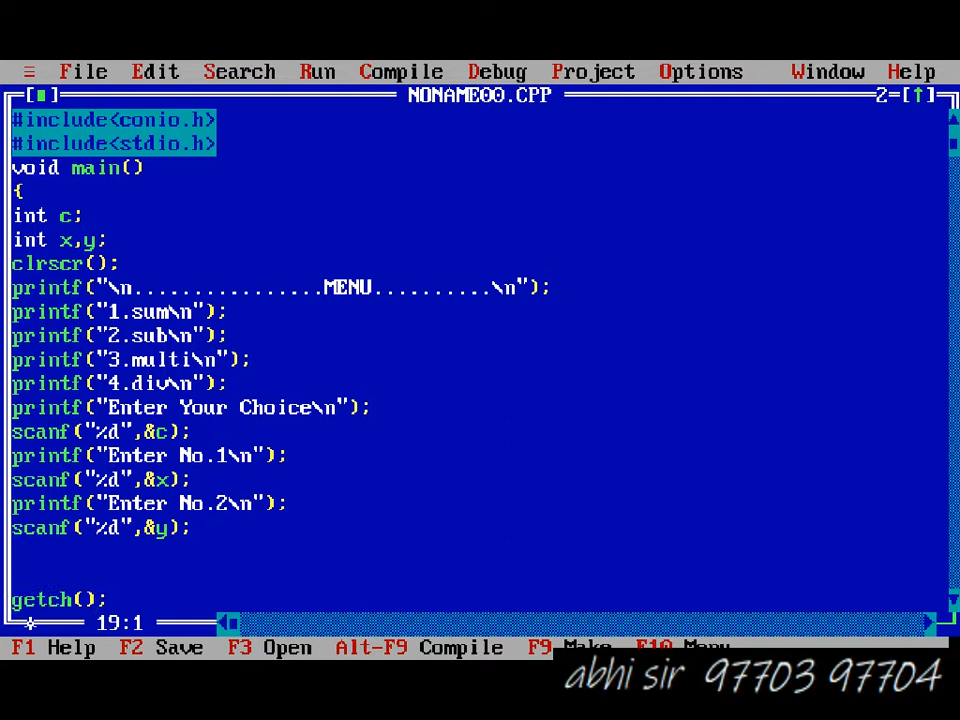 ≡ File Edit Search Run Compile Debug Project Options Window Help
[■] NONAME00.CPP 2=[↑]
#include<conio.h>
#include<stdio.h>
void main()
{
int c;
int x,y;
clrscr();
printf("\n................MENU..........\n");
printf("1.sum\n");
printf("2.sub\n");
printf("3.multi\n");
printf("4.div\n");
printf("Enter Your Choice\n");
scanf("%d",&c);
printf("Enter No.1\n");
scanf("%d",&x);
printf("Enter No.2\n");
scanf("%d",&y);
getch();
19:1
F1 Help F2 Save F3 Open Alt-F9 Compile F9 Make F10 Menu
abhi sir 97703 97704